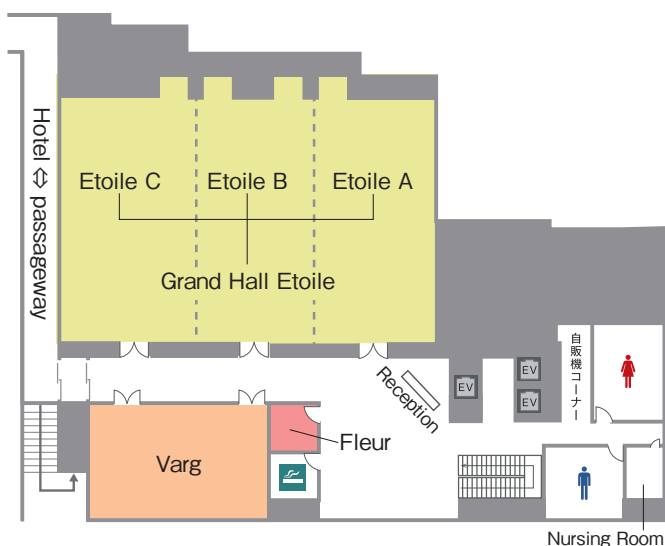 Hotel ⇔ passageway
Etoile C
Etoile B
Etoile A
Grand Hall Etoile
Reception
EV
EV
EV
自販機コーナー
Varg
Fleur
Nursing Room